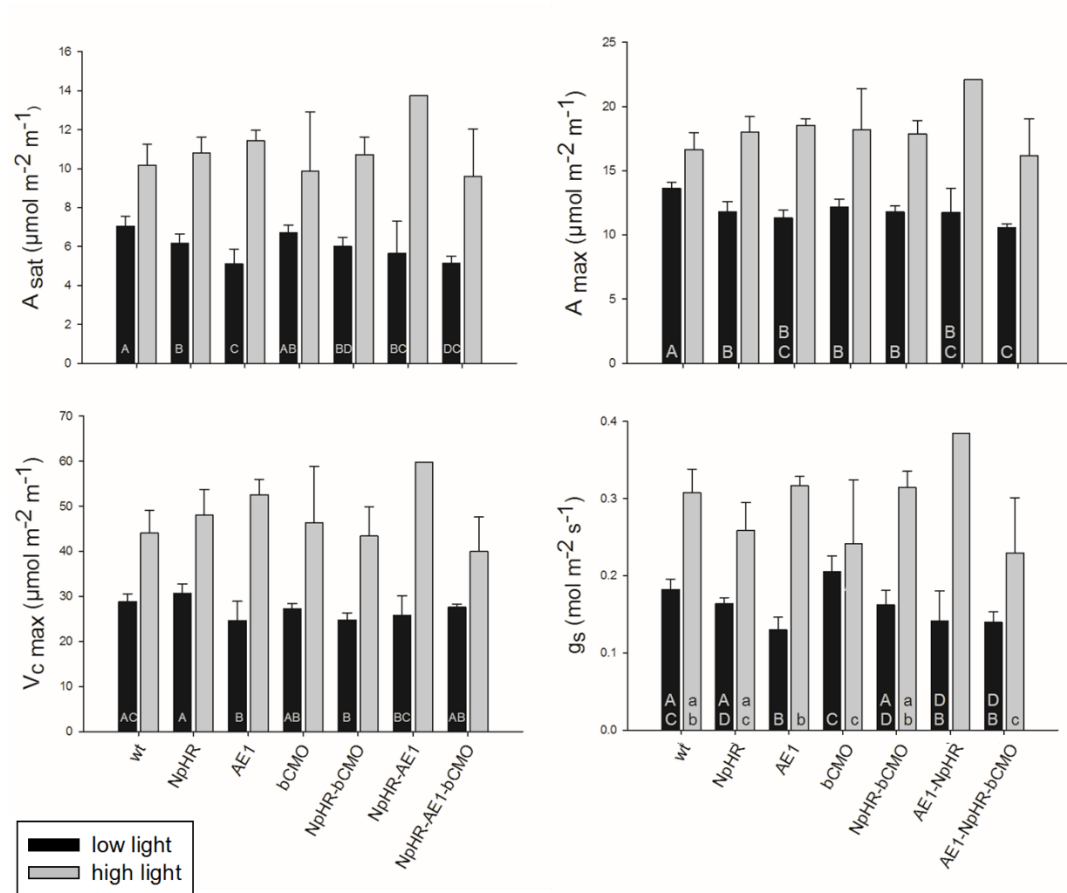 A sat (µmol m-2 m-1)
16
14
12
10
8
6
4
2
0
A B C AB BD BC DC
A max (µmol m-2 m-1)
25
20
15
10
5
0
B B
A B C B B C C
Vc max (µmol m-2 m-1)
70
60
50
40
30
20
10
0
AC A B AB B BC AB
wt
NpHR
AE1
bCMO
NpHR-bCMO
NpHR-AE1
NpHR-AE1-bCMO
gs (mol m-2 s-1)
0.4
0.3
0.2
0.1
0.0
A a A a A a D D
C b D c B b C c D b B B c
wt
NpHR
AE1
bCMO
NpHR-bCMO
AE1-NpHR
AE1-NpHR-bCMO
low light
high light